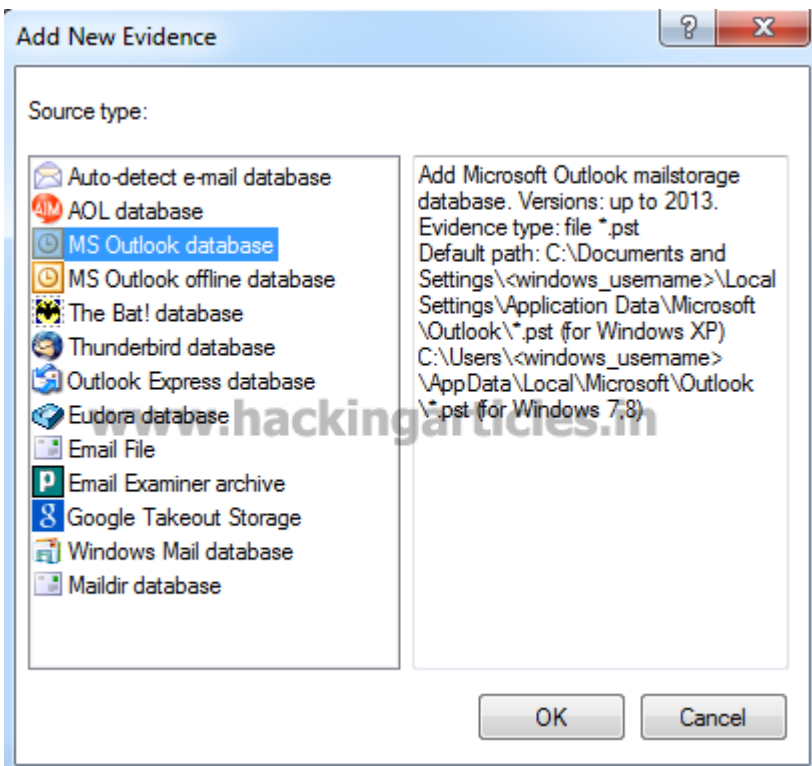 Add New Evidence
Source type:
Auto-detect e-mail database
AIM
AOL database
MS Outlook database
MS Outlook offline database
The Bat! database
Thunderbird database
Outlook Express database
Eudora database
Email File
P
Email Examiner archive
8
Google Takeout Storage
Windows Mail database
Maildir database
Add Microsoft Outlook mailstorage
database. Versions: up to 2013.
Evidence type: file *.pst
Default path: C:\Documents and
Settings\<windows_username>\Local
Settings\Application Data\Microsoft
\Outlook\*.pst (for Windows XP)
C:\Users\<windows_username>
\AppData\Local\Microsoft\Outlook
\*.pst (for Windows 7,8)
www.hackingarticles.in
OK
Cancel